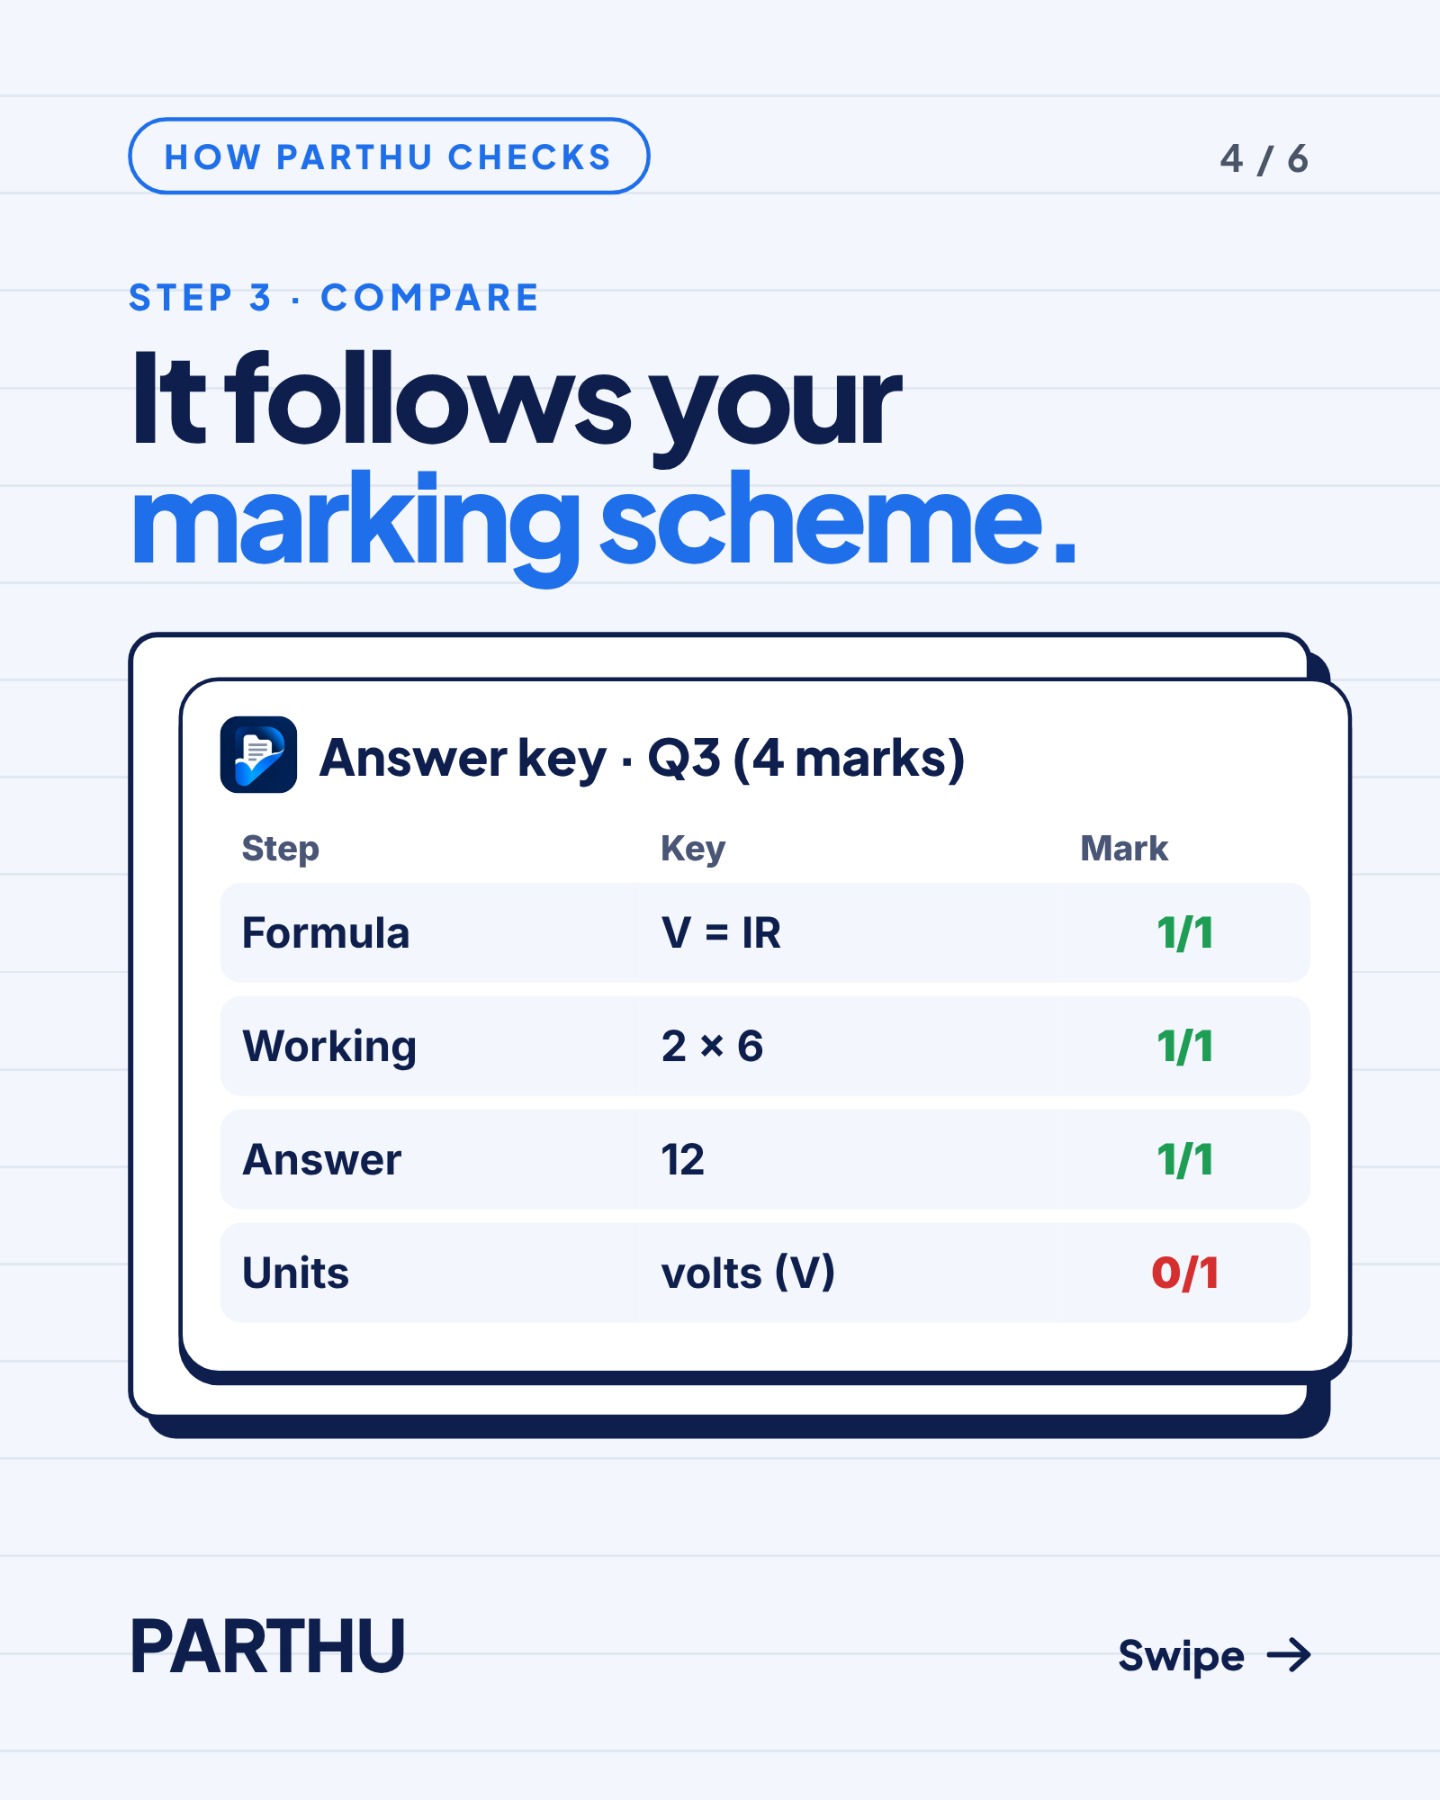 HOW PARTHU CHECKS
4 / 6
STEP 3 · COMPARE
It follows your
marking scheme.
Answer key · Q3 (4 marks)
Step Key Mark
Formula V = IR 1/1
Working 2 × 6 1/1
Answer 12 1/1
Units volts (V) 0/1
PARTHU
Swipe →